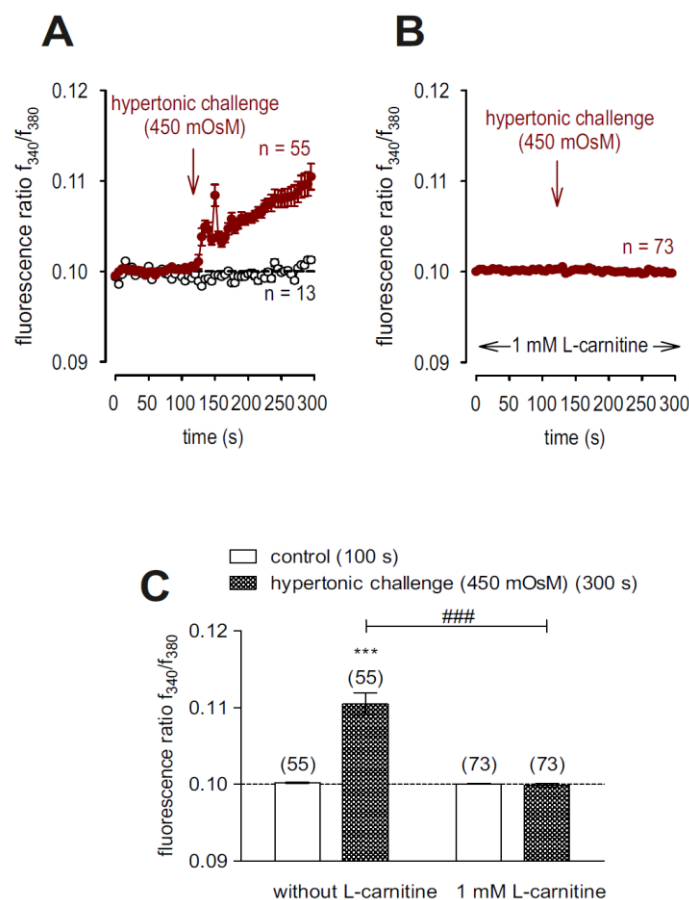 A
fluorescence ratio f340/f380
0.12
0.11
0.10
0.09
hypertonic challenge
(450 mOsM)
n = 55
n = 13
0 50 100 150 200 250 300
time (s)
B
fluorescence ratio f340/f380
0.12
0.11
0.10
0.09
hypertonic challenge
(450 mOsM)
n = 73
1 mM L-carnitine
0 50 100 150 200 250 300
time (s)
C
control (100 s)
hypertonic challenge (450 mOsM) (300 s)
fluorescence ratio f340/f380
0.12
0.11
0.10
0.09
###
***
(55)
(55)
(73)
(73)
without L-carnitine
1 mM L-carnitine